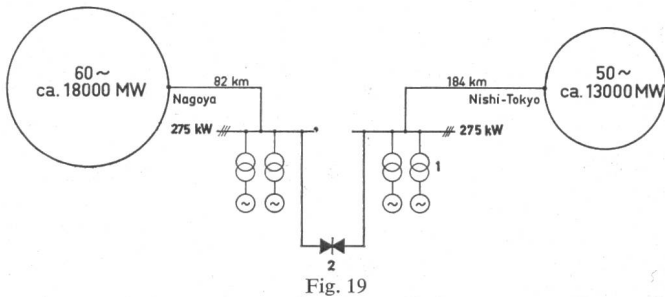 60~
ca. 18000 MW
82 km
Nagoya
275 kW
184 km
Nishi-Tokyo
50~
ca. 13000 MW
275 kW
1
~
~
~
~
2
Fig. 19